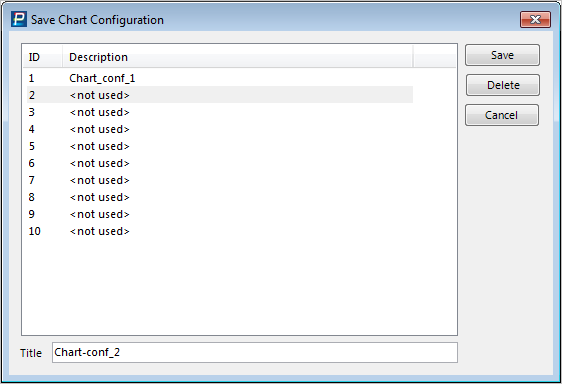 P Save Chart Configuration
ID Description Save
1 Chart_conf_1
2 <not used> Delete
3 <not used> Cancel
4 <not used>
5 <not used>
6 <not used>
7 <not used>
8 <not used>
9 <not used>
10 <not used>
Title Chart-conf_2